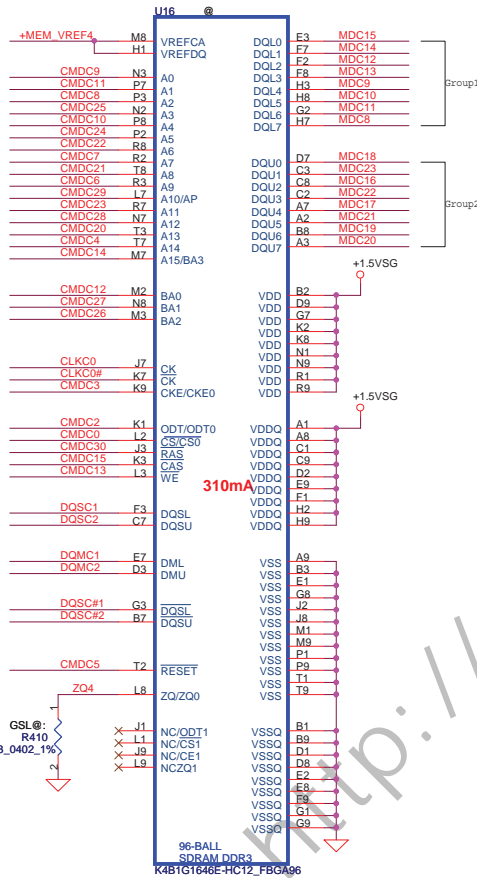 U16 @
+MEM_VREF4 M8 VREFCA DQL0 E3 MDC15
H1 VREFDQ DQL1 F7 MDC14
DQL2 F2 MDC12
CMDC9 N3 A0 DQL3 F8 MDC13
CMDC11 P7 A1 DQL4 H3 MDC9
CMDC8 P3 A2 DQL5 H8 MDC10
CMDC25 N2 A3 DQL6 G2 MDC11
CMDC10 P8 A4 DQL7 H7 MDC8
Group1
CMDC24 P2 A5
CMDC22 R8 A6
CMDC7 R2 A7 DQU0 D7 MDC18
CMDC21 T8 A8 DQU1 C3 MDC23
CMDC6 R3 A9 DQU2 C8 MDC16
CMDC29 L7 A10/AP DQU3 C2 MDC22
CMDC23 R7 A11 DQU4 A7 MDC17
CMDC28 N7 A12 DQU5 A2 MDC21
CMDC20 T3 A13 DQU6 B8 MDC19
CMDC4 T7 A14 DQU7 A3 MDC20
Group2
CMDC14 M7 A15/BA3
+1.5VSG
CMDC12 M2 BA0 VDD B2
CMDC27 N8 BA1 VDD D9
CMDC26 M3 BA2 VDD G7
VDD K2
VDD K8
VDD N1
CLKC0 J7 CK VDD N9
CLKC0# K7 CK VDD R1
CMDC3 K9 CKE/CKE0 VDD R9
+1.5VSG
CMDC2 K1 ODT/ODT0 VDDQ A1
CMDC0 L2 CS/CS0 VDDQ A8
CMDC30 J3 RAS VDDQ C1
CMDC15 K3 CAS VDDQ C9
CMDC13 L3 WE VDDQ D2
310mA VDDQ E9
VDDQ F1
DQSC1 F3 DQSL VDDQ H2
DQSC2 C7 DQSU VDDQ H9
DQMC1 E7 DML VSS A9
DQMC2 D3 DMU VSS B3
VSS E1
VSS G8
DQSC#1 G3 DQSL VSS J2
DQSC#2 B7 DQSU VSS J8
VSS M1
VSS M9
VSS P1
CMDC5 T2 RESET VSS P9
VSS T1
ZQ4 L8 ZQ/ZQ0 VSS T9
1
GSL@:
R410
_0402_1%
2
J1 NC/ODT1 VSSQ B1
L1 NC/CS1 VSSQ B9
J9 NC/CE1 VSSQ D1
L9 NCZQ1 VSSQ D8
VSSQ E2
VSSQ E8
VSSQ F9
VSSQ G1
VSSQ G9
96-BALL
SDRAM DDR3
K4B1G1646E-HC12_FBGA96
http://